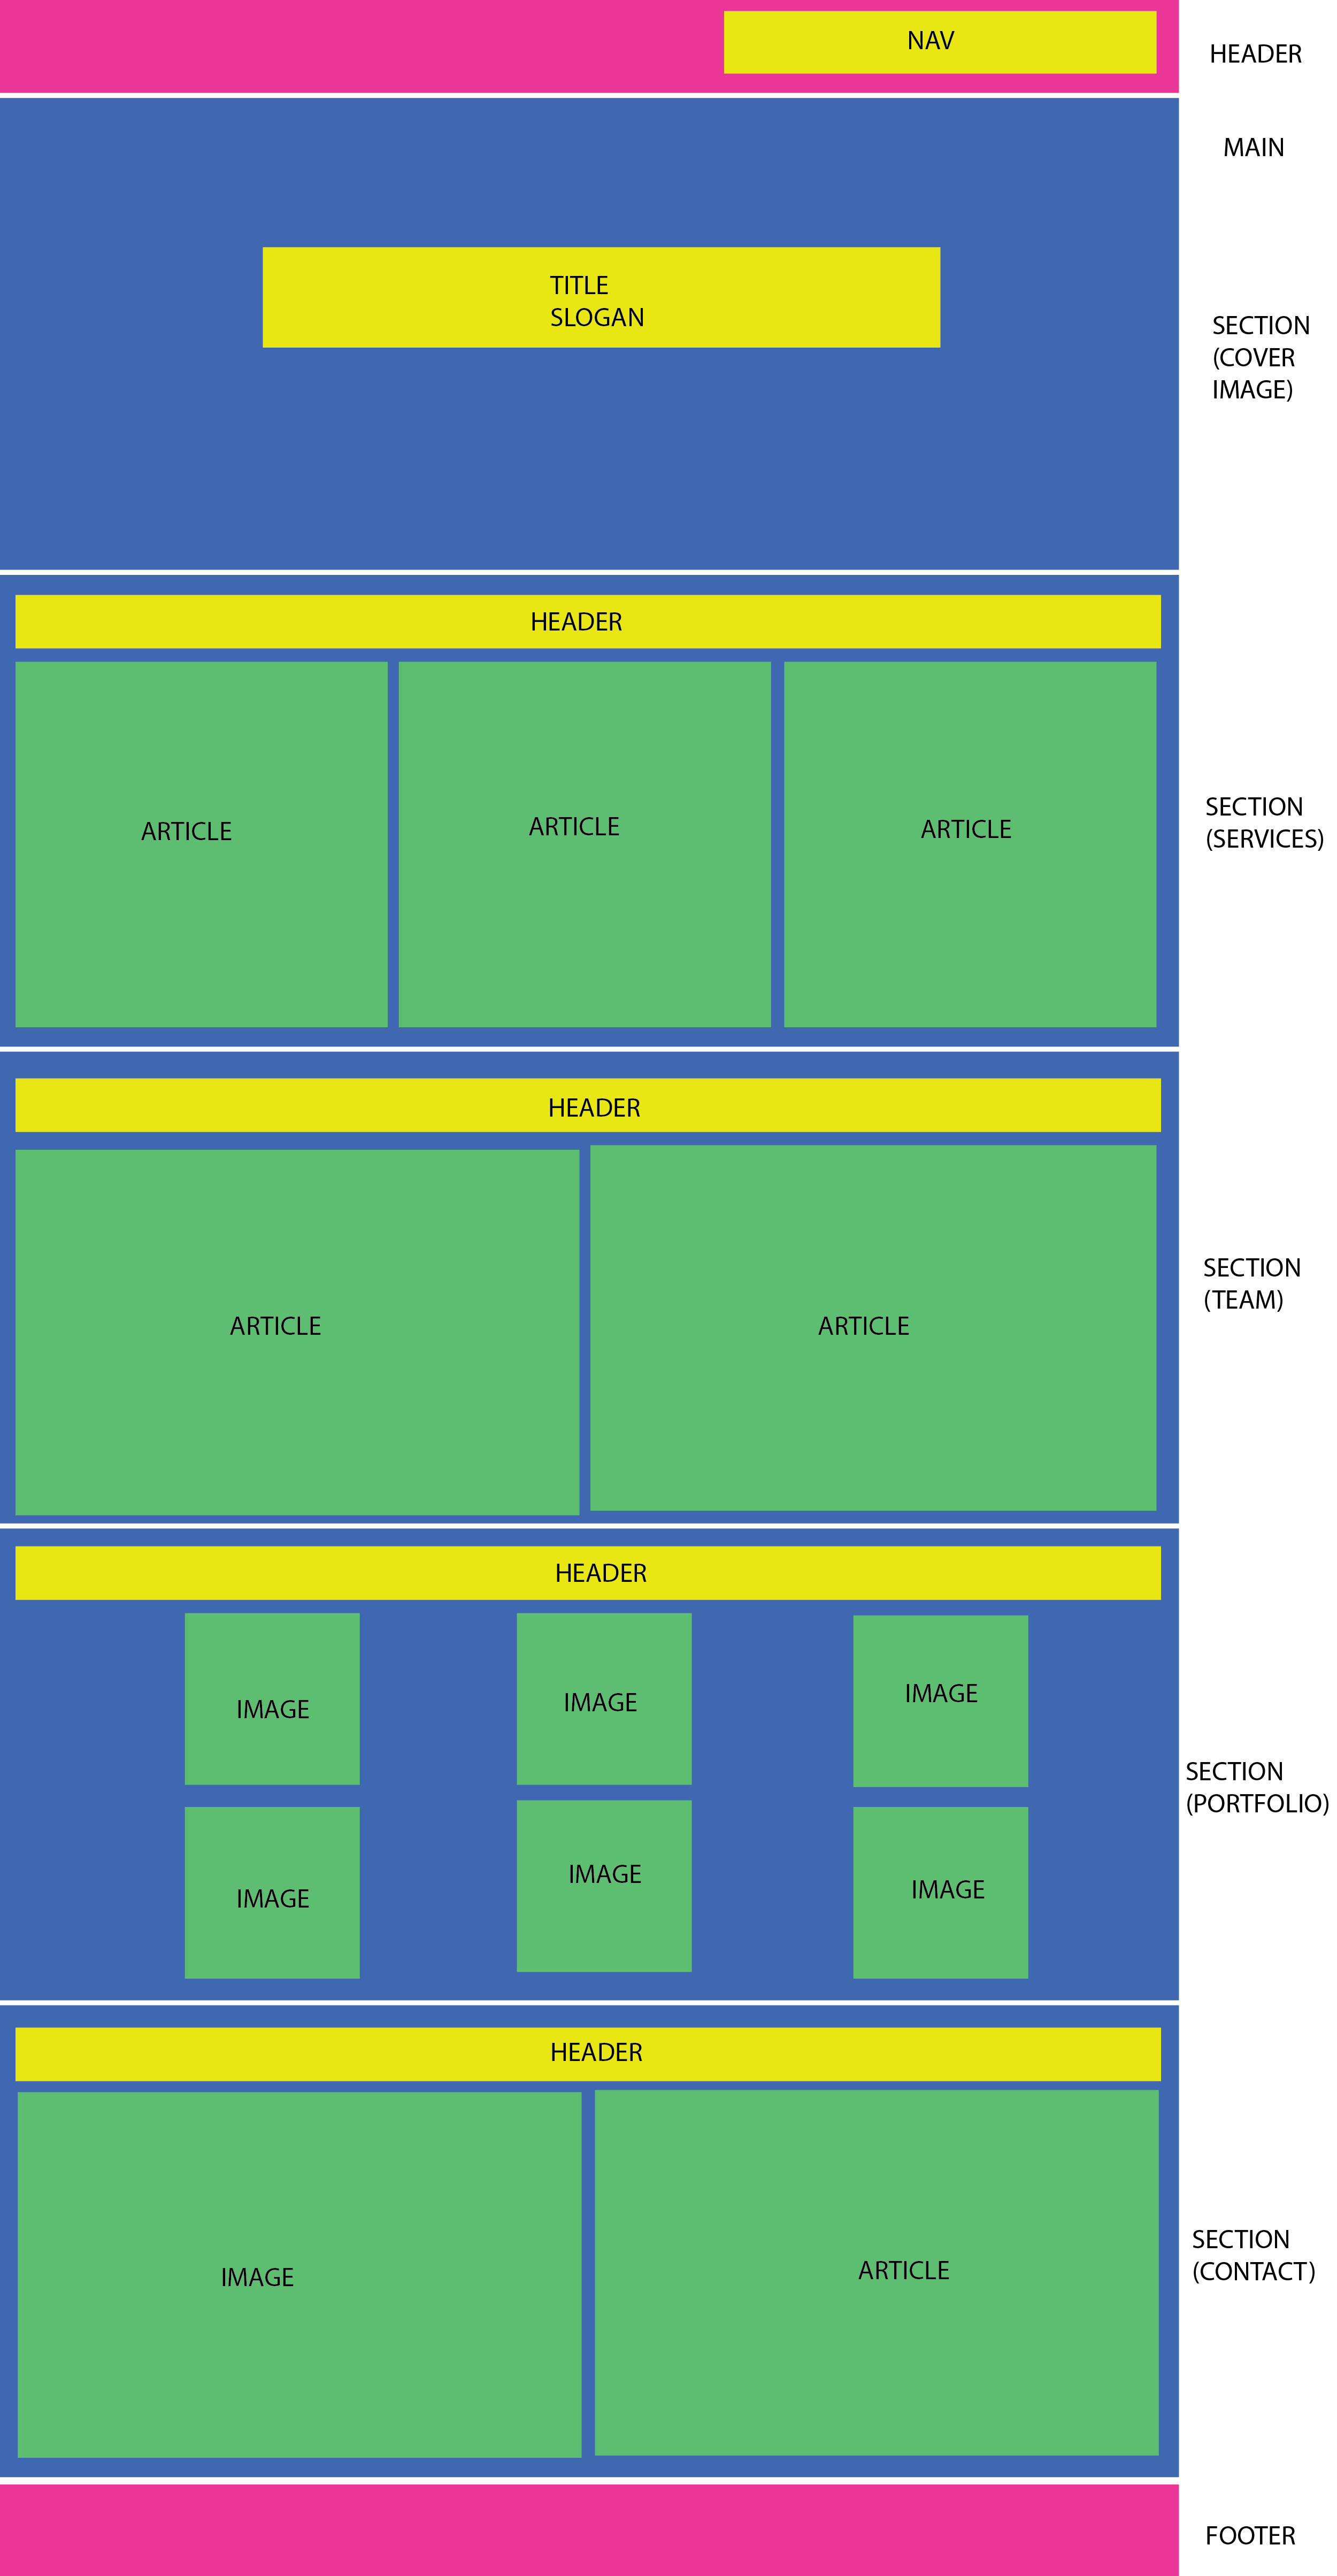 NAV
HEADER
MAIN
TITLE
SLOGAN
SECTION
(COVER
IMAGE)
HEADER
ARTICLE
ARTICLE
ARTICLE
SECTION
(SERVICES)
HEADER
ARTICLE
ARTICLE
SECTION
(TEAM)
HEADER
IMAGE
IMAGE
IMAGE
IMAGE
IMAGE
IMAGE
SECTION
(PORTFOLIO)
HEADER
IMAGE
ARTICLE
SECTION
(CONTACT)
FOOTER